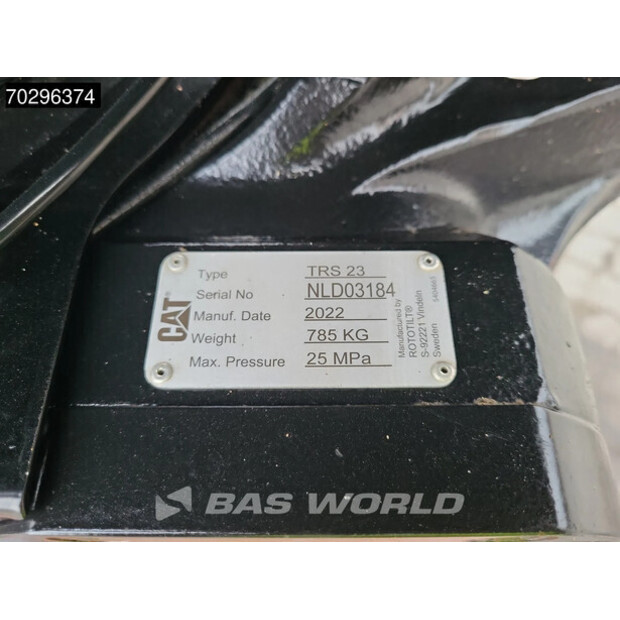 70296374
CAT
Type TRS 23
Serial No NLD03184
Manuf. Date 2022
Weight 785 KG
Max. Pressure 25 MPa
Manufactured by
ROTOTILT®
S-92221 Vindeln
Sweden
BAS WORLD